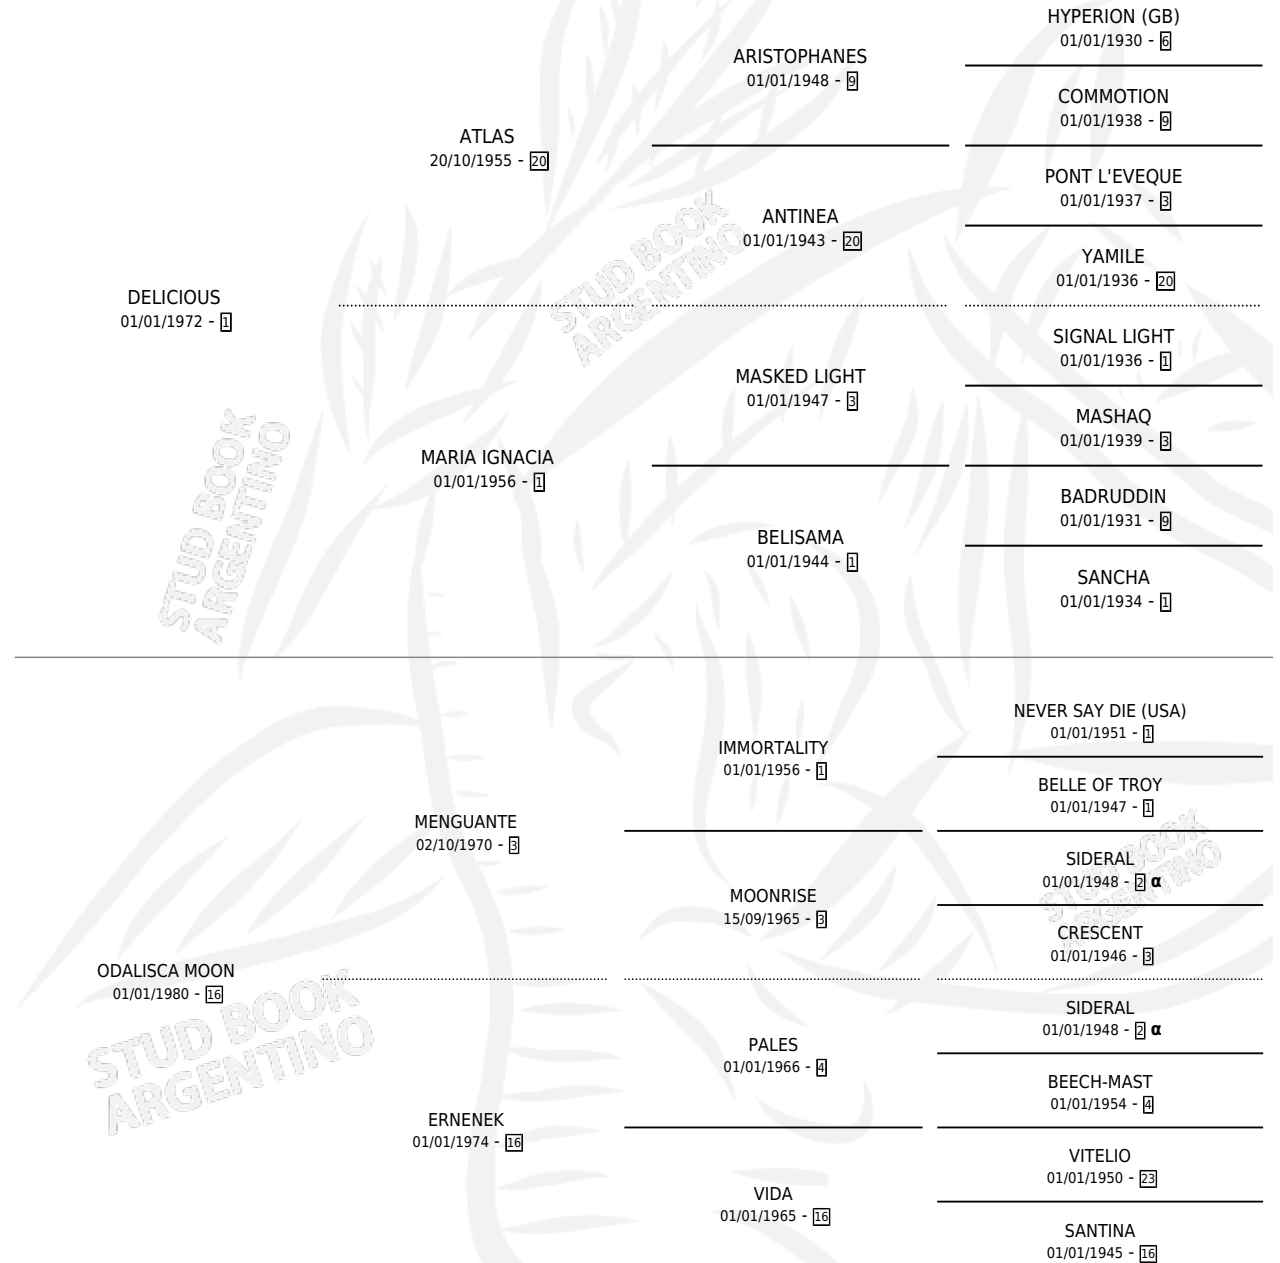 HYPERION (GB)
01/01/1930 - 6
ARISTOPHANES
01/01/1948 - 9
COMMOTION
01/01/1938 - 9
ATLAS
20/10/1955 - 20
PONT L'EVEQUE
01/01/1937 - 3
ANTINEA
01/01/1943 - 20
YAMILE
01/01/1936 - 20
STUD BOOK
ARGENTINO
DELICIOUS
01/01/1972 - 1
SIGNAL LIGHT
01/01/1936 - 1
MASKED LIGHT
01/01/1947 - 3
MASHAQ
01/01/1939 - 3
MARIA IGNACIA
01/01/1956 - 1
BADRUDDIN
01/01/1931 - 9
BELISAMA
01/01/1944 - 1
SANCHA
01/01/1934 - 1
STUD BOOK
ARGENTINO
NEVER SAY DIE (USA)
01/01/1951 - 1
IMMORTALITY
01/01/1956 - 1
BELLE OF TROY
01/01/1947 - 1
MENGUANTE
02/10/1970 - 3
SIDERAL
01/01/1948 - 2 α
MOONRISE
15/09/1965 - 3
CRESCENT
01/01/1946 - 3
STUD BOOK
ARGENTINO
ODALISCA MOON
01/01/1980 - 16
SIDERAL
01/01/1948 - 2 α
PALES
01/01/1966 - 4
BEECH-MAST
01/01/1954 - 4
ERNENEK
01/01/1974 - 16
VITELIO
01/01/1950 - 23
VIDA
01/01/1965 - 16
SANTINA
01/01/1945 - 16
STUD BOOK
ARGENTINO